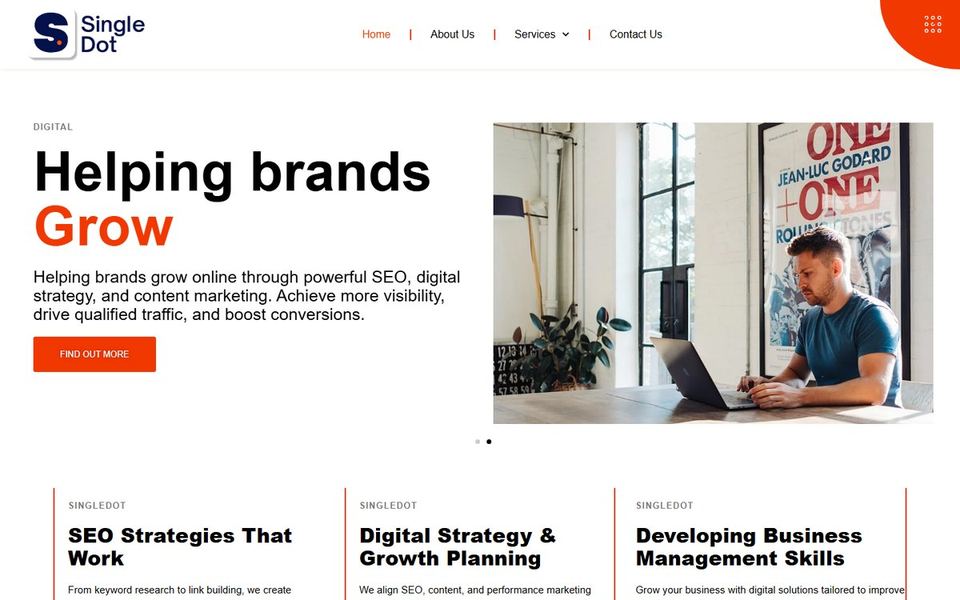 Single
Dot
Home
About Us
Services
Contact Us
DIGITAL
Helping brands
Grow
Helping brands grow online through powerful SEO, digital
strategy, and content marketing. Achieve more visibility,
drive qualified traffic, and boost conversions.
FIND OUT MORE
ONE
JEAN-LUC GODARD
+ONE
ROLLING STONES
SINGLEDOT
SEO Strategies That
Work
From keyword research to link building, we create
SINGLEDOT
Digital Strategy &
Growth Planning
We align SEO, content, and performance marketing
SINGLEDOT
Developing Business
Management Skills
Grow your business with digital solutions tailored to improve